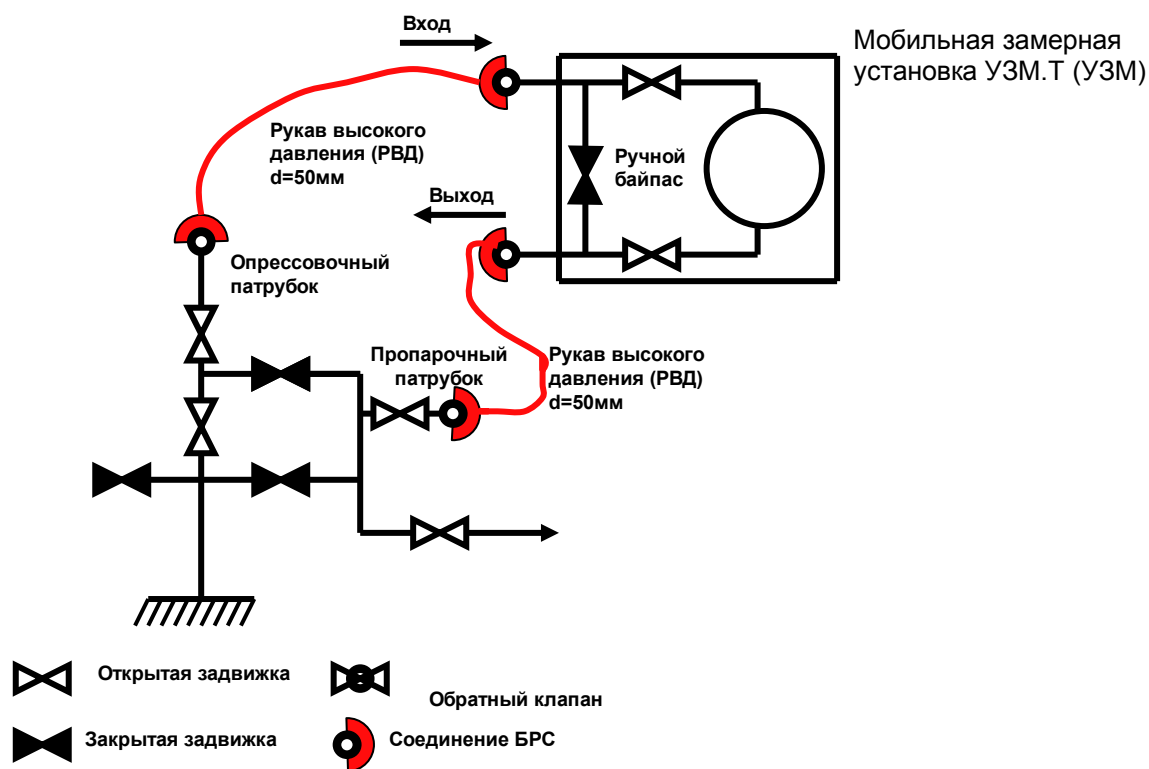 Вход
Мобильная замерная
установка УЗМ.Т (УЗМ)
Рукав высокого
давления (РВД)
d=50мм
Ручной
байпас
Выход
Опрессовочный
патрубок
Пропарочный
патрубок
Рукав высокого
давления (РВД)
d=50мм
Открытая задвижка
Обратный клапан
Закрытая задвижка
Соединение БРС